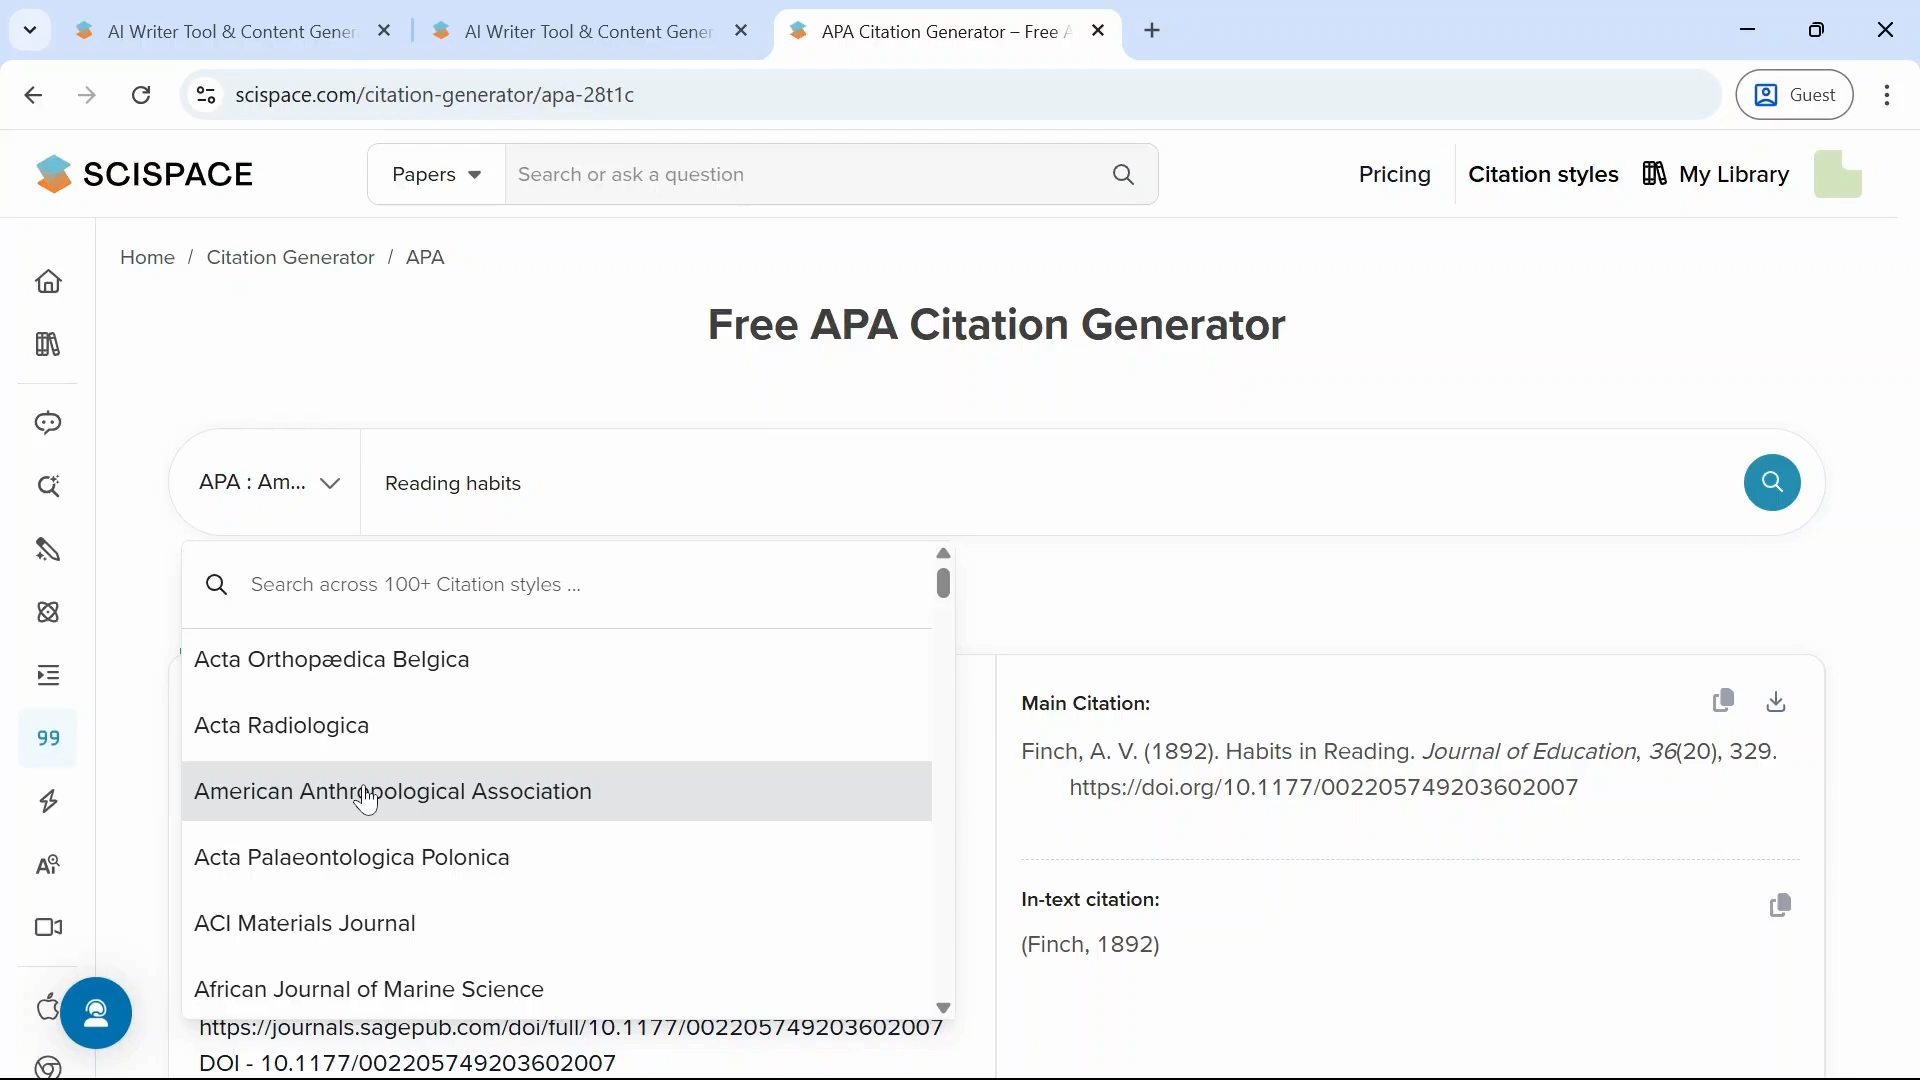 AI Writer Tool & Content Gener
AI Writer Tool & Content Gener
APA Citation Generator – Free A
scispace.com/citation-generator/apa-28t1c
Guest
SCISPACE
Papers
Search or ask a question
Pricing
Citation styles
My Library
Home / Citation Generator / APA
Free APA Citation Generator
APA : Am...
Reading habits
Search across 100+ Citation styles ...
Acta Orthopædica Belgica
Acta Radiologica
American Anthropological Association
Acta Palaeontologica Polonica
ACI Materials Journal
African Journal of Marine Science
https://journals.sagepub.com/doi/full/10.1177/002205749203602007
DOI - 10.1177/002205749203602007
Main Citation:
Finch, A. V. (1892). Habits in Reading. Journal of Education, 36(20), 329.
https://doi.org/10.1177/002205749203602007
In-text citation:
(Finch, 1892)